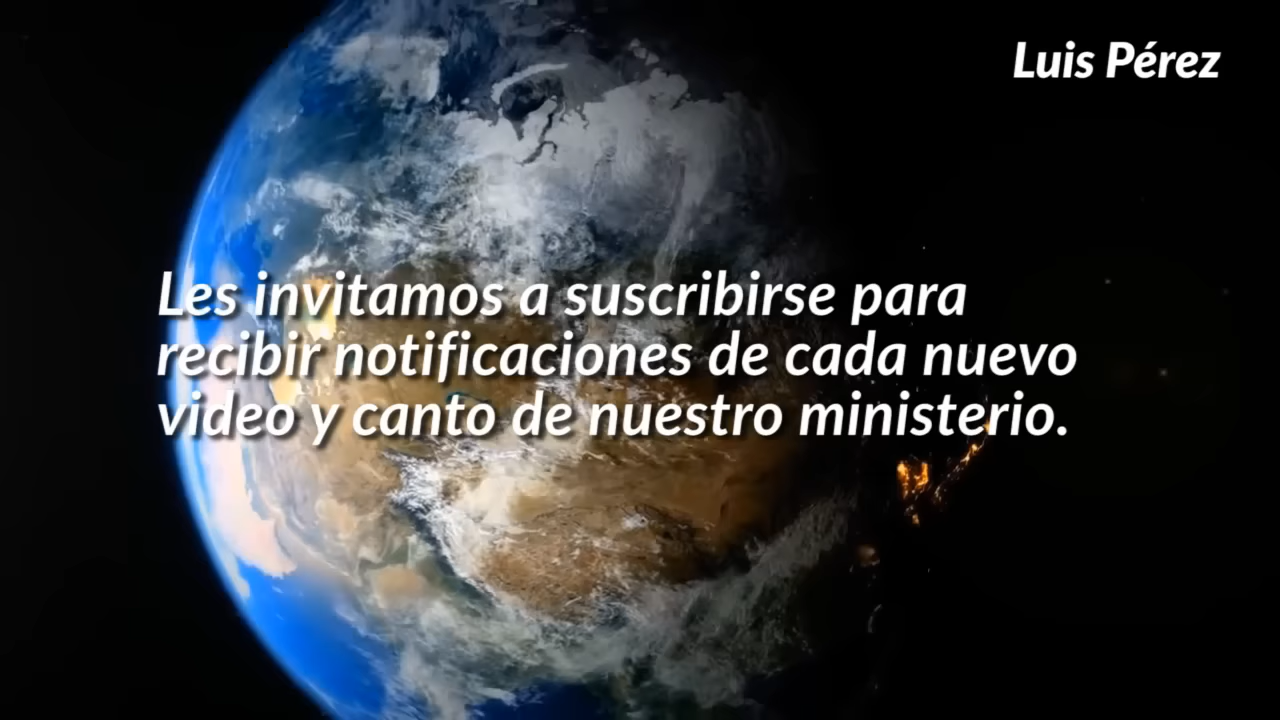 Luis Pérez
Les invitamos a suscribirse para
recibir notificaciones de cada nuevo
video y canto de nuestro ministerio.